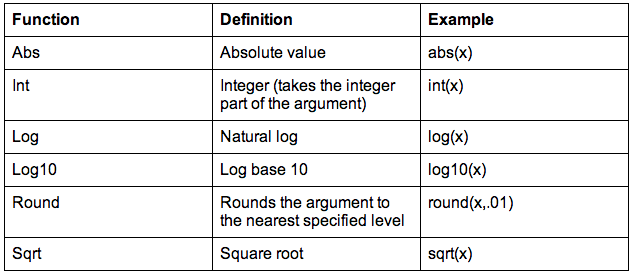 Function Definition Example
Abs Absolute value abs(x)
Int Integer (takes the integer int(x)
part of the argument)
Log Natural log log(x)
Log10 Log base 10 log10(x)
Round Rounds the argument to round(x,.01)
the nearest specified level
Sqrt Square root sqrt(x)